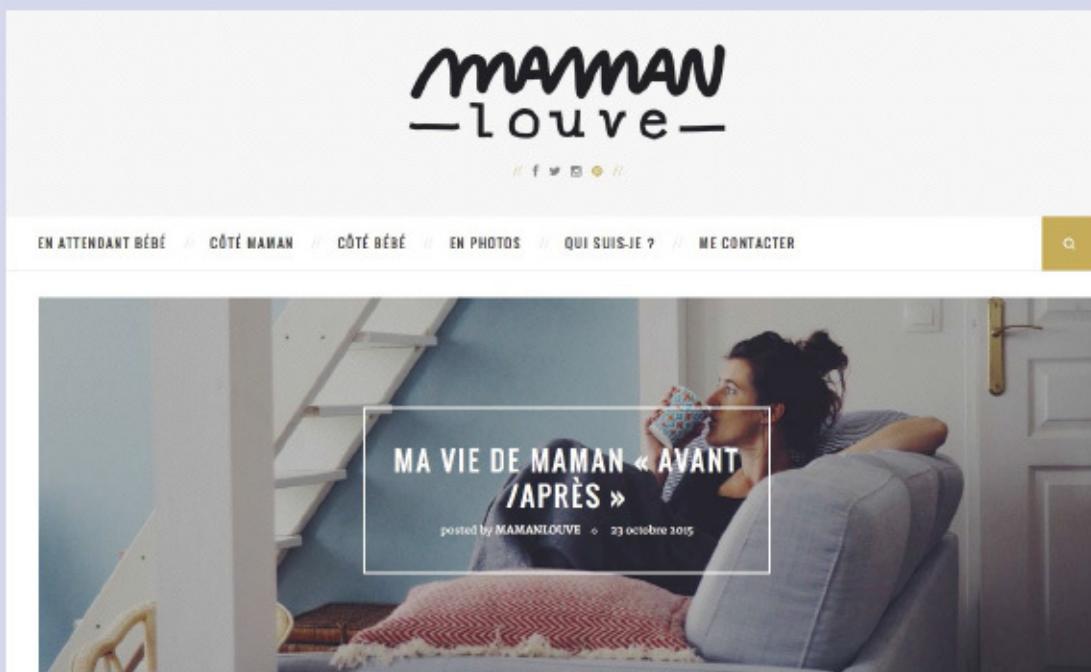 MAMAN
louve
EN ATTENDANT BÉBÉ // CÔTÉ MAMAN // CÔTÉ BÉBÉ // EN PHOTOS // QUI SUIS-JE ? // ME CONTACTER
MA VIE DE MAMAN « AVANT
/APRÈS »
posted by MAMANLOUVE ◇ 23 octobre 2015